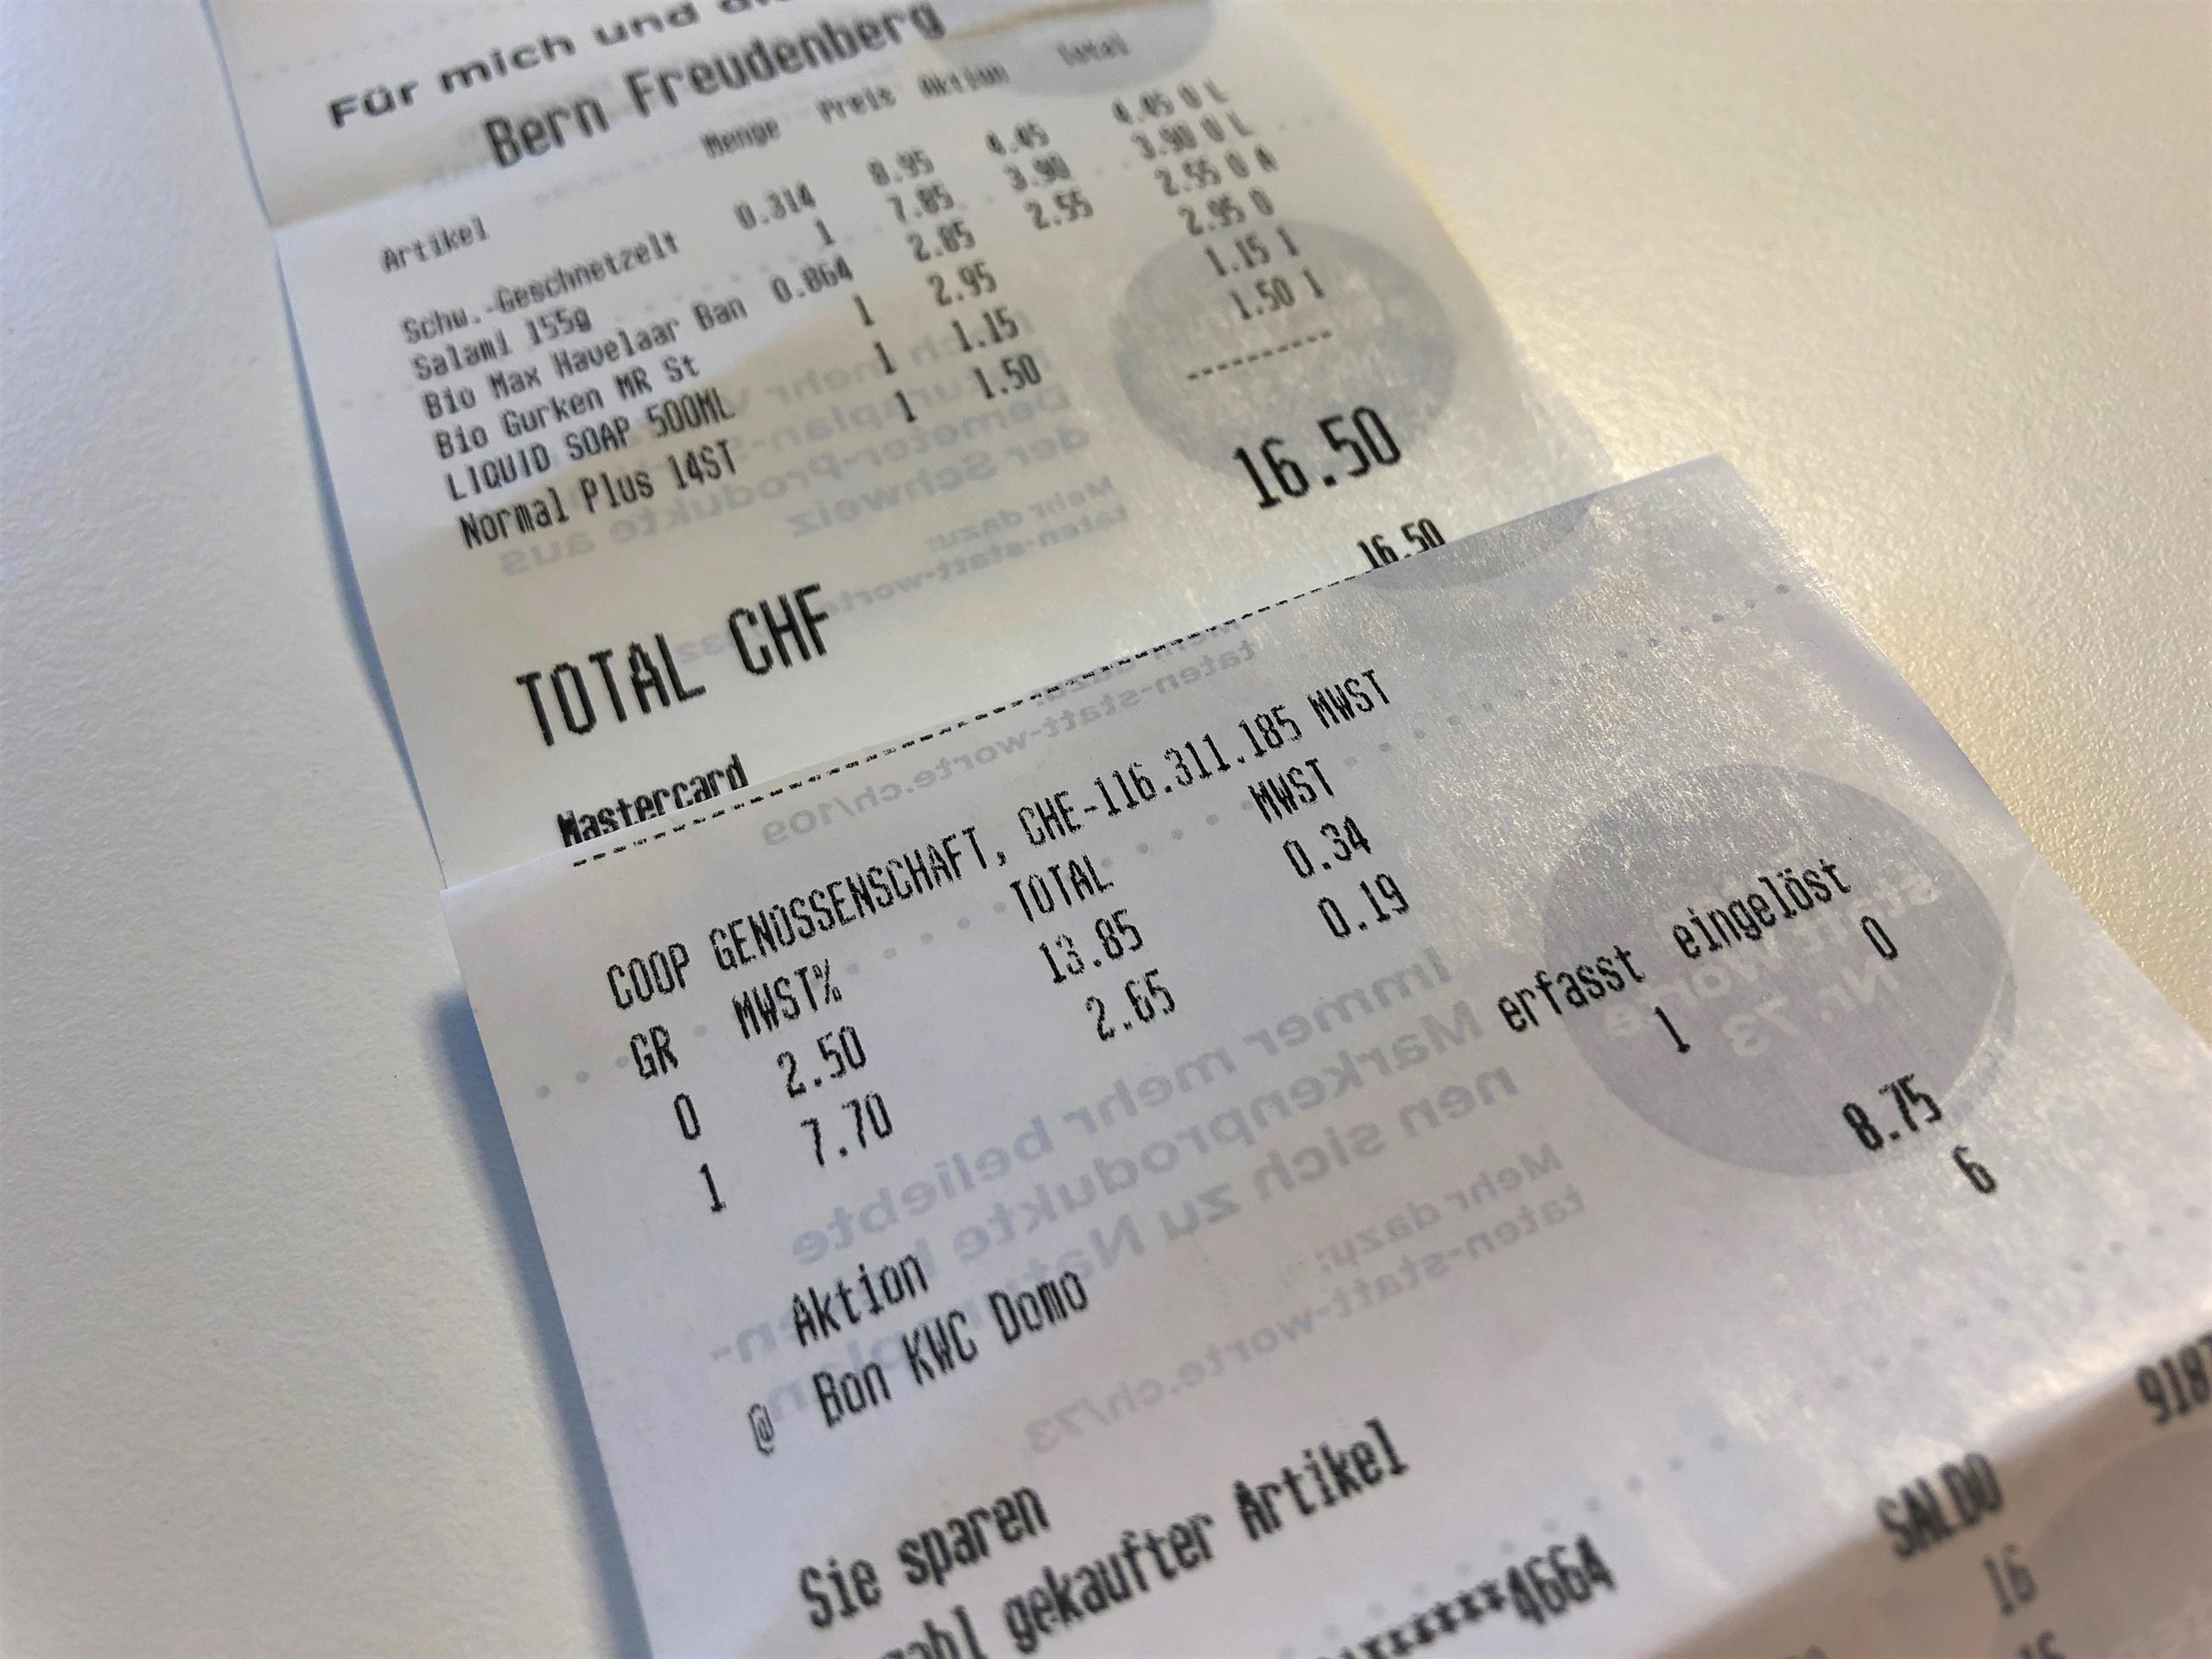 Für mich und
Bern Freudenberg
Artikel Menge Preis Aktion Total
Schw.-Geschnetzelt 0.314 8.95 4.45 4.45 0 L
Salami 155g 1 7.85 3.90 3.90 0 L
Bio Max Havelaar Ban 0.864 2.85 2.55 2.55 0 A
Bio Gurken MR St 1 2.95 2.95 0
LIQUID SOAP 500ML 1 1.15 1.15 1
Normal Plus 14ST 1 1.50 1.50 1
TOTAL CHF 16.50
Mastercard 16.50
COOP GENOSSENSCHAFT, CHE-116.311.185 MWST
GR MWST% TOTAL MWST
0 2.50 13.85 0.34
1 7.70 2.65 0.19
Aktion erfasst eingelöst
@ Bon KWC Domo 1 0
Sie sparen 8.75
zahl gekaufter Artikel 6
4664
SALDO
16